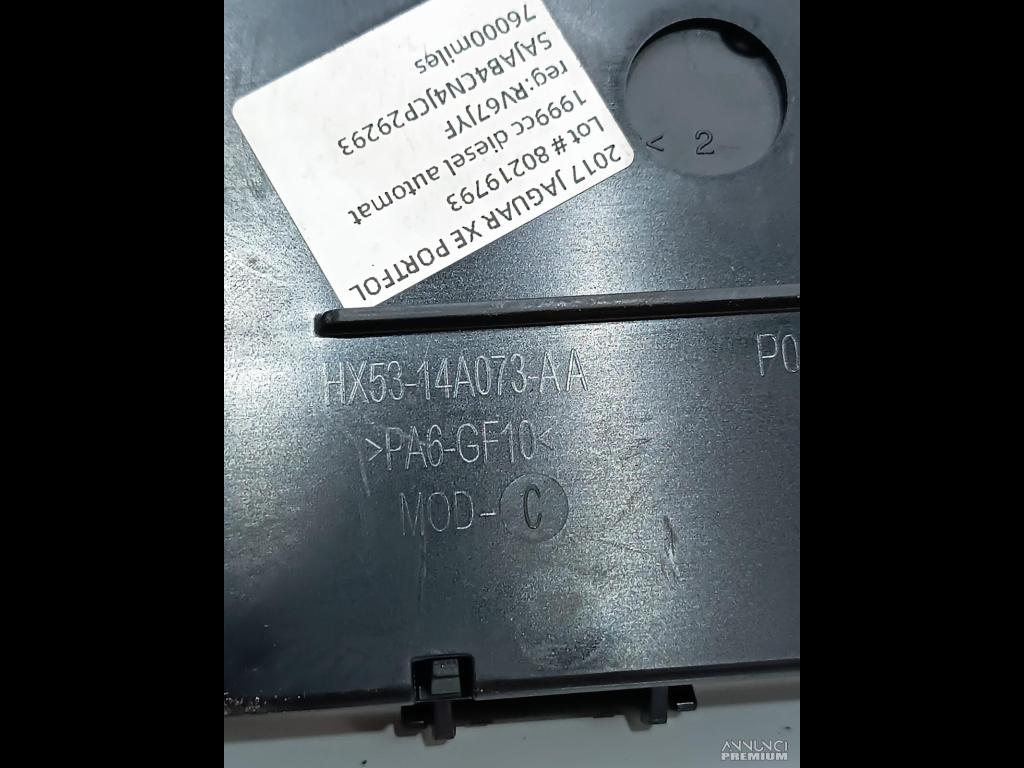 2017 JAGUAR XE PORTFOL
Lot # 80219793
1999cc diesel automat
reg:RV67JYF
SAJAB4CN4JCP29293
76000miles
< 2
HX53-14A073-AA
PO
>PA6-GF10<
MOD-C
ANNUNCI
PREMIUM